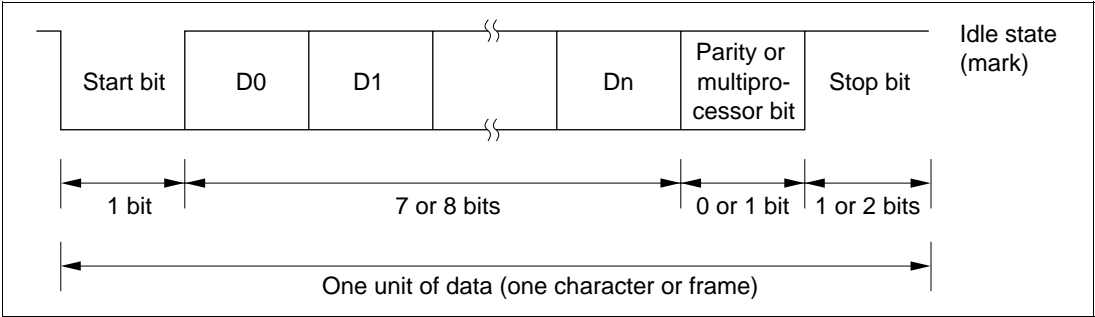 Idle state
(mark)
Start bit
D0
D1
Dn
Parity or
multipro-
cessor bit
Stop bit
1 bit
7 or 8 bits
0 or 1 bit
1 or 2 bits
One unit of data (one character or frame)